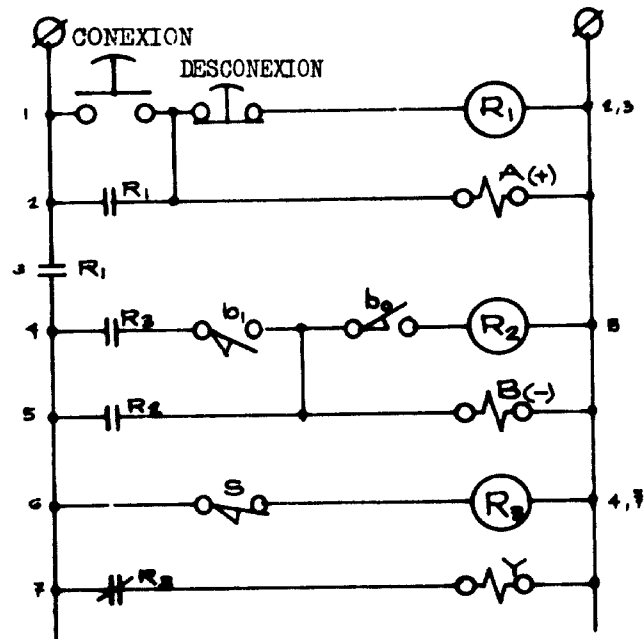 CONEXION
DESCONEXION
1 R₁ 2,3
2 R₁ A(+)
3 R₁
4 R₃ b₁ b₀ R₂ 5
5 R₂ B(-)
6 S R₃ 4,7
7 R₃ Y